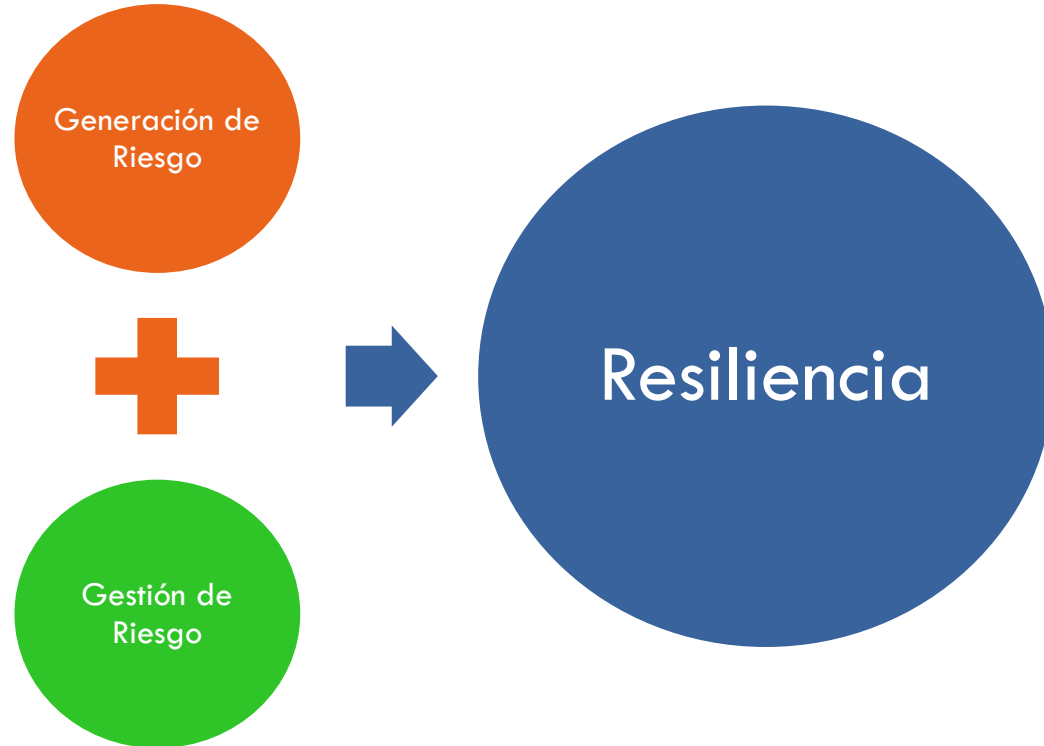 Generación de
Riesgo
Resiliencia
Gestión de
Riesgo